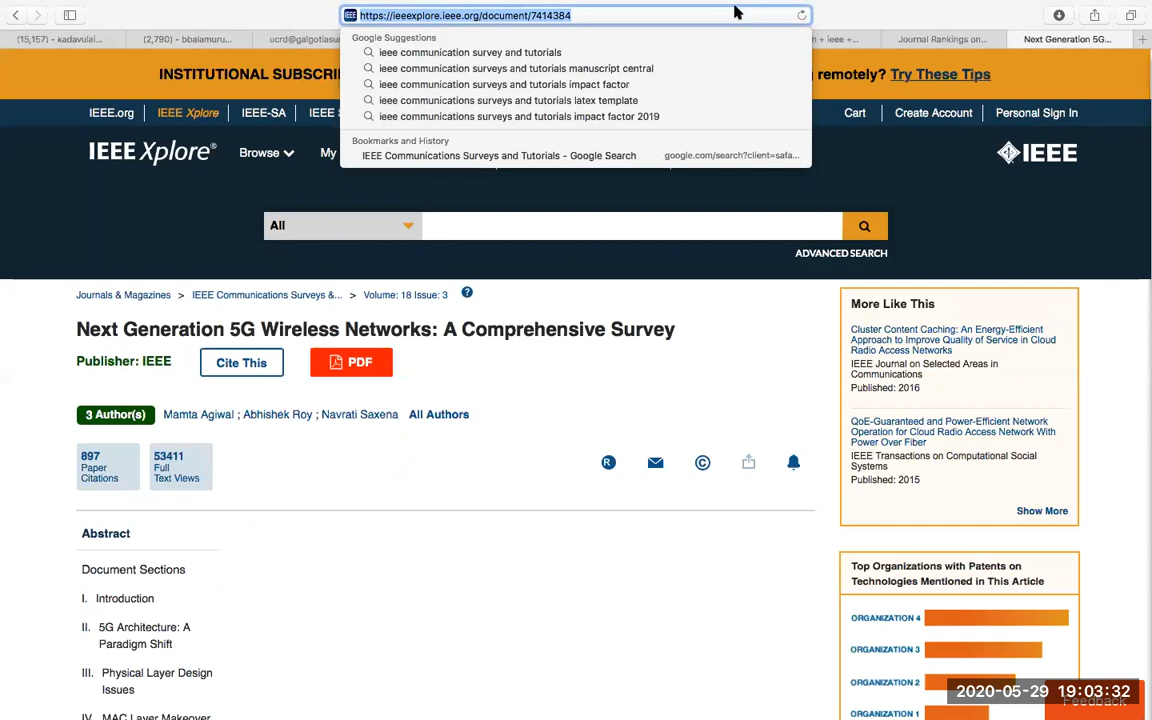 IEEE https://ieeexplore.ieee.org/document/7414384
(15,157) - kadavulai...
(2,790) - bbalamuru...
ucrd@galgotiasu
n + ieee +...
Journal Rankings on...
Next Generation 5G...
Google Suggestions
ieee communication survey and tutorials
ieee communication surveys and tutorials manuscript central
ieee communication surveys and tutorials impact factor
ieee communications surveys and tutorials latex template
ieee communications surveys and tutorials impact factor 2019
Bookmarks and History
IEEE Communications Surveys and Tutorials - Google Search google.com/search?client=safa...
INSTITUTIONAL SUBSCRI
remotely? Try These Tips
IEEE.org
IEEE Xplore
IEEE-SA
IEEE S
Cart
Create Account
Personal Sign In
IEEE Xplore®
Browse
My
IEEE
All
ADVANCED SEARCH
Journals & Magazines > IEEE Communications Surveys &... > Volume: 18 Issue: 3
Next Generation 5G Wireless Networks: A Comprehensive Survey
Publisher: IEEE
Cite This
PDF
3 Author(s)
Mamta Agiwal ; Abhishek Roy ; Navrati Saxena
All Authors
897
Paper
Citations
53411
Full
Text Views
R
©
Abstract
Document Sections
I. Introduction
II. 5G Architecture: A
Paradigm Shift
III. Physical Layer Design
Issues
IV. MAC Layer Makeover
More Like This
Cluster Content Caching: An Energy-Efficient
Approach to Improve Quality of Service in Cloud
Radio Access Networks
IEEE Journal on Selected Areas in
Communications
Published: 2016
QoE-Guaranteed and Power-Efficient Network
Operation for Cloud Radio Access Network With
Power Over Fiber
IEEE Transactions on Computational Social
Systems
Published: 2015
Show More
Top Organizations with Patents on
Technologies Mentioned in This Article
ORGANIZATION 4
ORGANIZATION 3
ORGANIZATION 2
ORGANIZATION 1
2020-05-29 19:03:32
Feedback